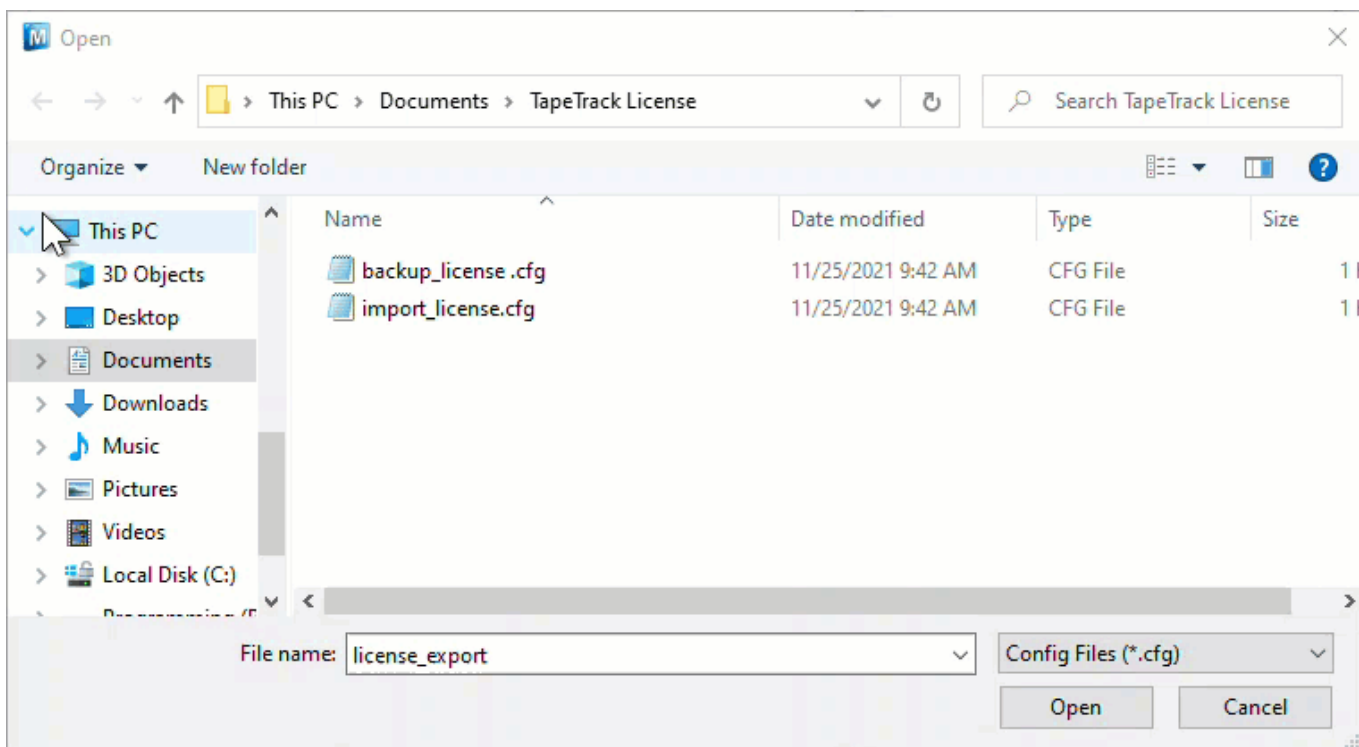 Open
This PC > Documents > TapeTrack License
Search TapeTrack License
Organize
New folder
Name
Date modified
Type
Size
This PC
3D Objects
Desktop
Documents
Downloads
Music
Pictures
Videos
Local Disk (C:)
backup_license .cfg 11/25/2021 9:42 AM CFG File 1
import_license.cfg 11/25/2021 9:42 AM CFG File 1
File name: license_export
Config Files (*.cfg)
Open
Cancel